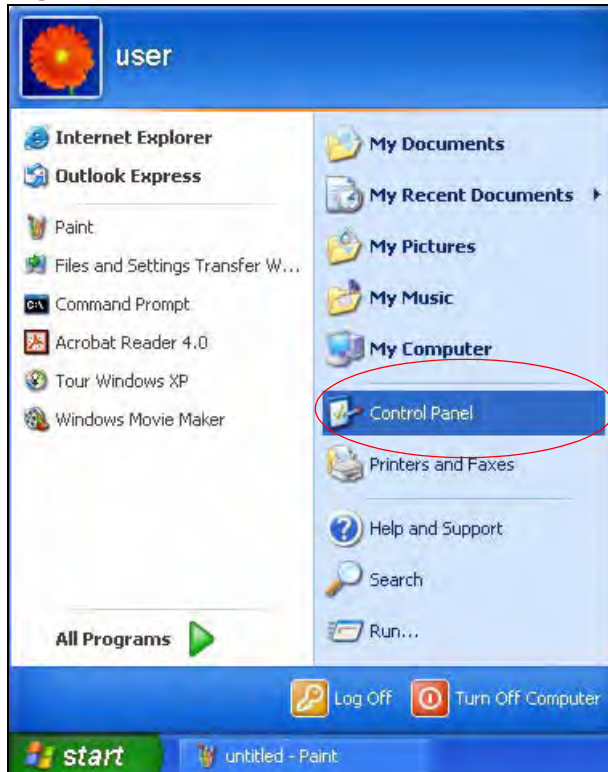 user
Internet Explorer
Outlook Express
Paint
Files and Settings Transfer W...
Command Prompt
Acrobat Reader 4.0
Tour Windows XP
Windows Movie Maker
All Programs
My Documents
My Recent Documents
My Pictures
My Music
My Computer
Control Panel
Printers and Faxes
Help and Support
Search
Run...
Log Off
Turn Off Computer
start
untitled - Paint